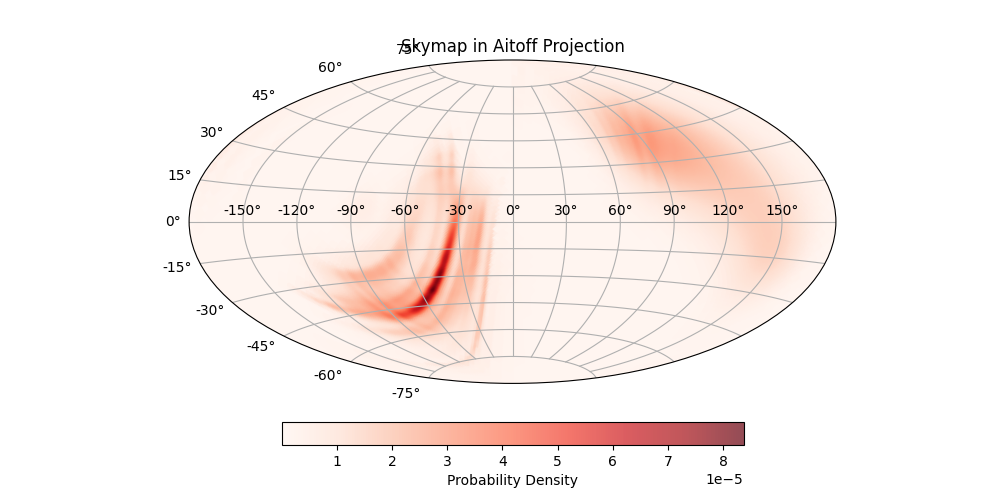 Skymap in Aitoff Projection
75°
60°
45°
30°
15°
-150° -120° -90° -60° -30° 0° 30° 60° 90° 120° 150°
0°
-15°
-30°
-45°
-60°
-75°
1 2 3 4 5 6 7 8
Probability Density
1e−5